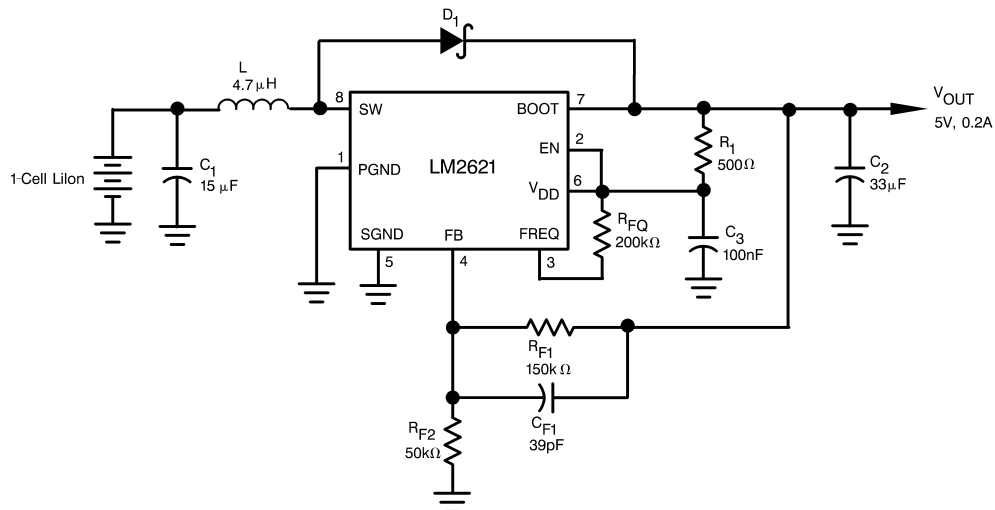 D1
L
4.7μH
8
SW
BOOT
7
VOUT
5V, 0.2A
EN
2
R1
500Ω
1
PGND
LM2621
C1
15 μF
C2
33μF
1-Cell LiIon
VDD
6
RFQ
200kΩ
C3
100nF
SGND
FB
FREQ
5
4
3
RF1
150kΩ
CF1
39pF
RF2
50kΩ